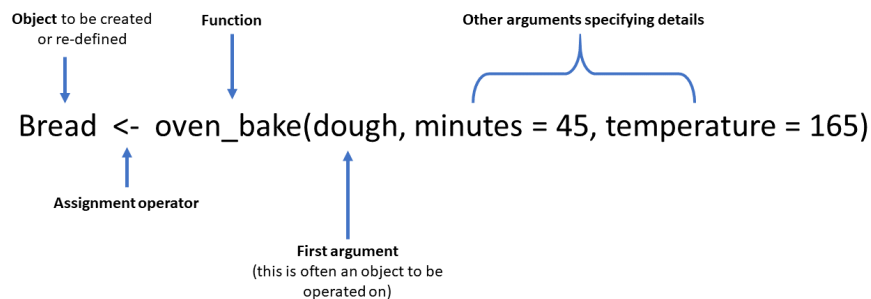 Object to be created
or re-defined
Function
Other arguments specifying details
Bread <- oven_bake(dough, minutes = 45, temperature = 165)
Assignment operator
First argument
(this is often an object to be
operated on)